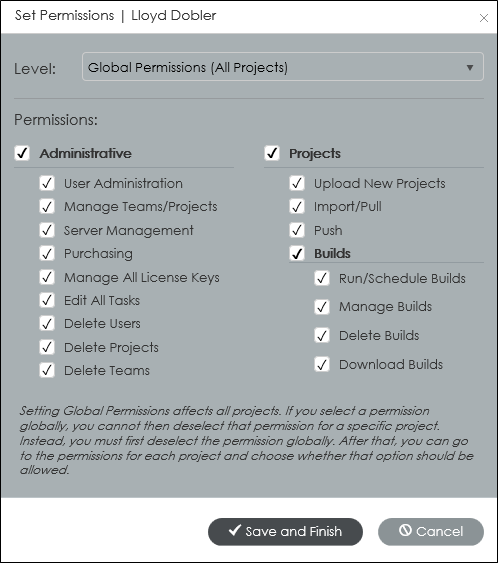 Set Permissions | Lloyd Dobler
Level:
Global Permissions (All Projects)
Permissions:
Administrative
User Administration
Manage Teams/Projects
Server Management
Purchasing
Manage All License Keys
Edit All Tasks
Delete Users
Delete Projects
Delete Teams
Projects
Upload New Projects
Import/Pull
Push
Builds
Run/Schedule Builds
Manage Builds
Delete Builds
Download Builds
Setting Global Permissions affects all projects. If you select a permission
globally, you cannot then deselect that permission for a specific project.
Instead, you must first deselect the permission globally. After that, you can go
to the permissions for each project and choose whether that option should be
allowed.
Save and Finish
Cancel